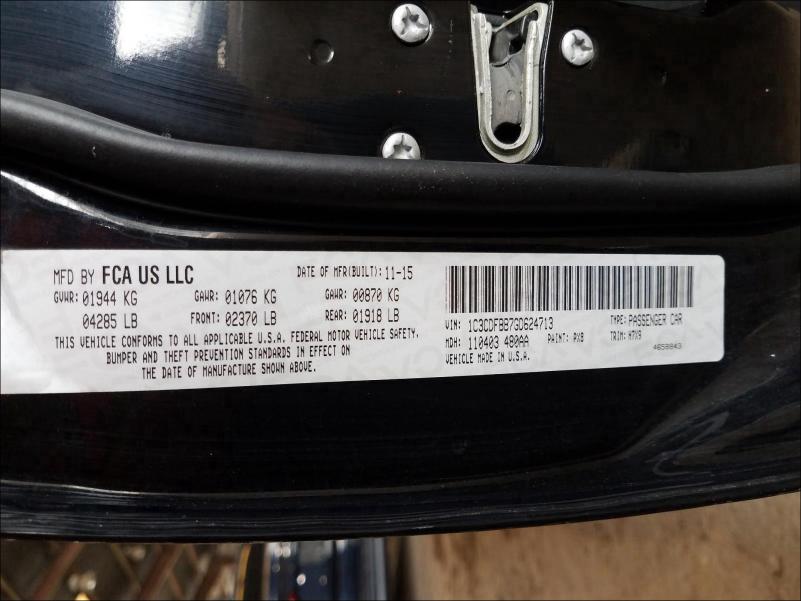 MFD BY FCA US LLC DATE OF MFR(BUILT): 11-15
GVWR: 01944 KG GAWR: 01076 KG GAWR: 00870 KG
04285 LB FRONT: 02370 LB REAR: 01918 LB
THIS VEHICLE CONFORMS TO ALL APPLICABLE U.S.A. FEDERAL MOTOR VEHICLE SAFETY,
BUMPER AND THEFT PREVENTION STANDARDS IN EFFECT ON
THE DATE OF MANUFACTURE SHOWN ABOVE.
VIN: 1C3CDFBB7GD624713 TYPE: PASSENGER CAR
MDH: 110403 480AA PAINT: PX8 TRIM: H7X9
VEHICLE MADE IN U.S.A. 4658843